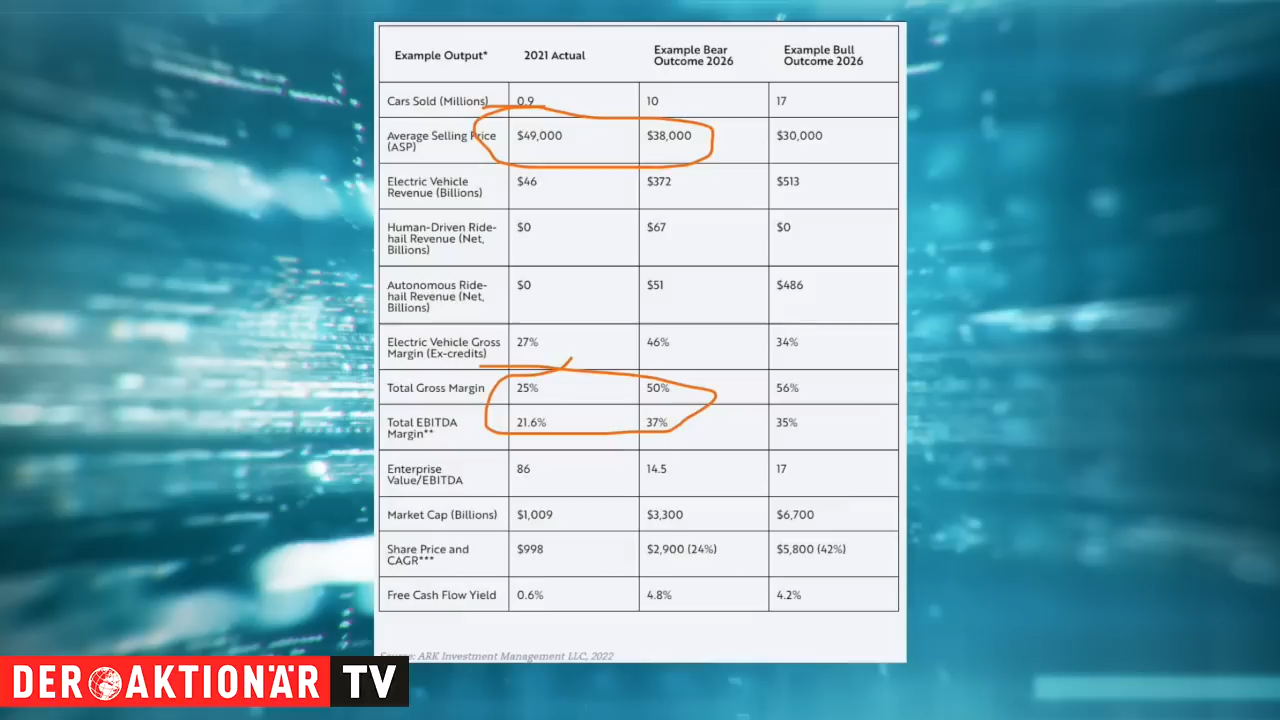 Example Output*
2021 Actual
Example Bear
Outcome 2026
Example Bull
Outcome 2026
Cars Sold (Millions)
0.9
10
17
Average Selling Price
(ASP)
$49,000
$38,000
$30,000
Electric Vehicle
Revenue (Billions)
$46
$372
$513
Human-Driven Ride-
hail Revenue (Net,
Billions)
$0
$67
$0
Autonomous Ride-
hail Revenue (Net,
Billions)
$0
$51
$486
Electric Vehicle Gross
Margin (Ex-credits)
27%
46%
34%
Total Gross Margin
25%
50%
56%
Total EBITDA
Margin**
21.6%
37%
35%
Enterprise
Value/EBITDA
86
14.5
17
Market Cap (Billions)
$1,009
$3,300
$6,700
Share Price and
CAGR***
$998
$2,900 (24%)
$5,800 (42%)
Free Cash Flow Yield
0.6%
4.8%
4.2%
Source: ARK Investment Management LLC, 2022
DER AKTIONÄR TV